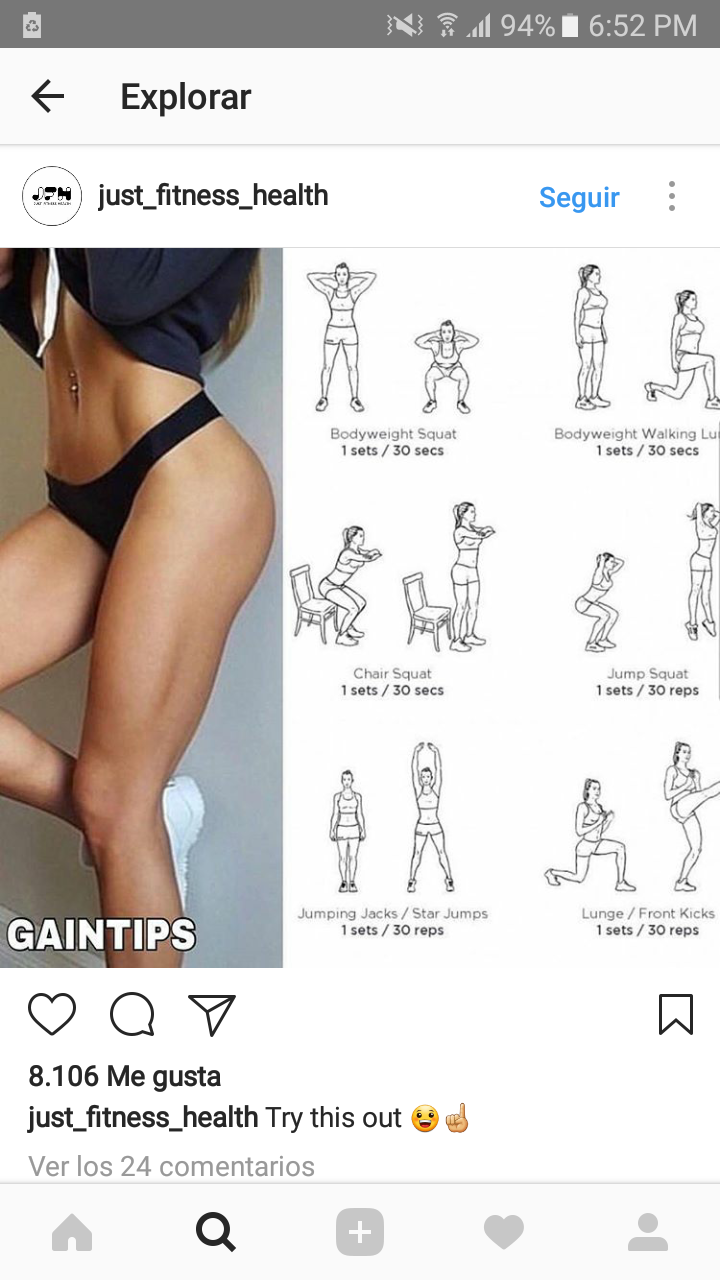 94% 6:52 PM
Explorar
just_fitness_health
Seguir
Bodyweight Squat
1 sets / 30 secs
Bodyweight Walking Lu
1 sets / 30 secs
Chair Squat
1 sets / 30 secs
Jump Squat
1 sets / 30 reps
Jumping Jacks / Star Jumps
1 sets / 30 reps
Lunge / Front Kicks
1 sets / 30 reps
GAINTIPS
8.106 Me gusta
just_fitness_health Try this out 😀☝🏼
Ver los 24 comentarios